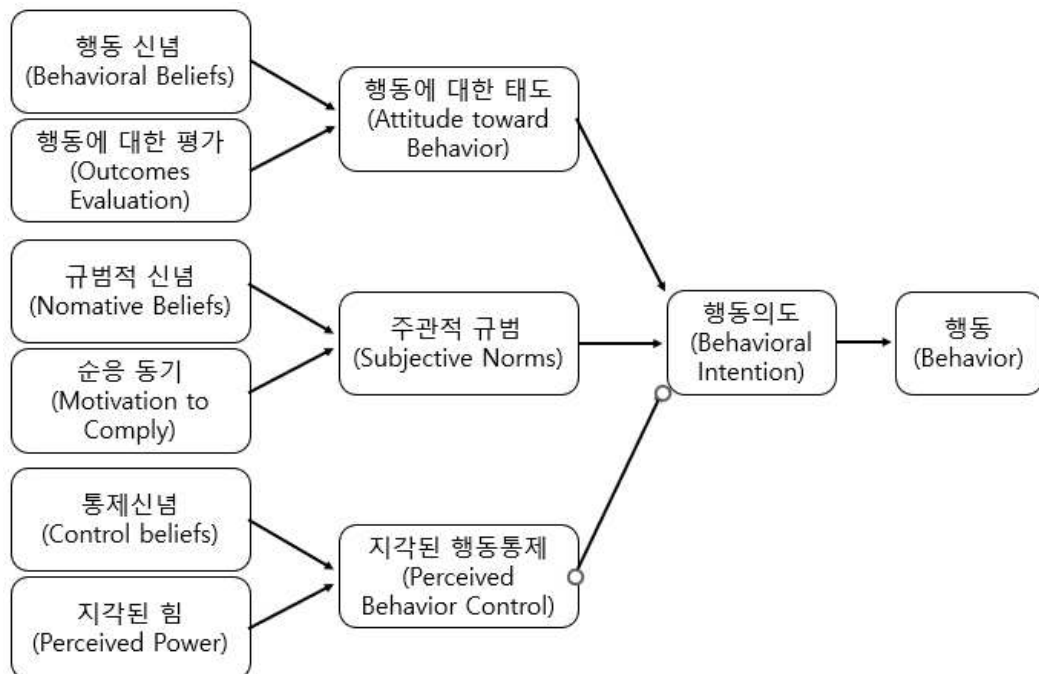 행동 신념
(Behavioral Beliefs)
행동에 대한 평가
(Outcomes
Evaluation)
행동에 대한 태도
(Attitude toward
Behavior)
규범적 신념
(Nomative Beliefs)
순응 동기
(Motivation to
Comply)
주관적 규범
(Subjective Norms)
통제신념
(Control beliefs)
지각된 힘
(Perceived Power)
지각된 행동통제
(Perceived
Behavior Control)
행동의도
(Behavioral
Intention)
행동
(Behavior)